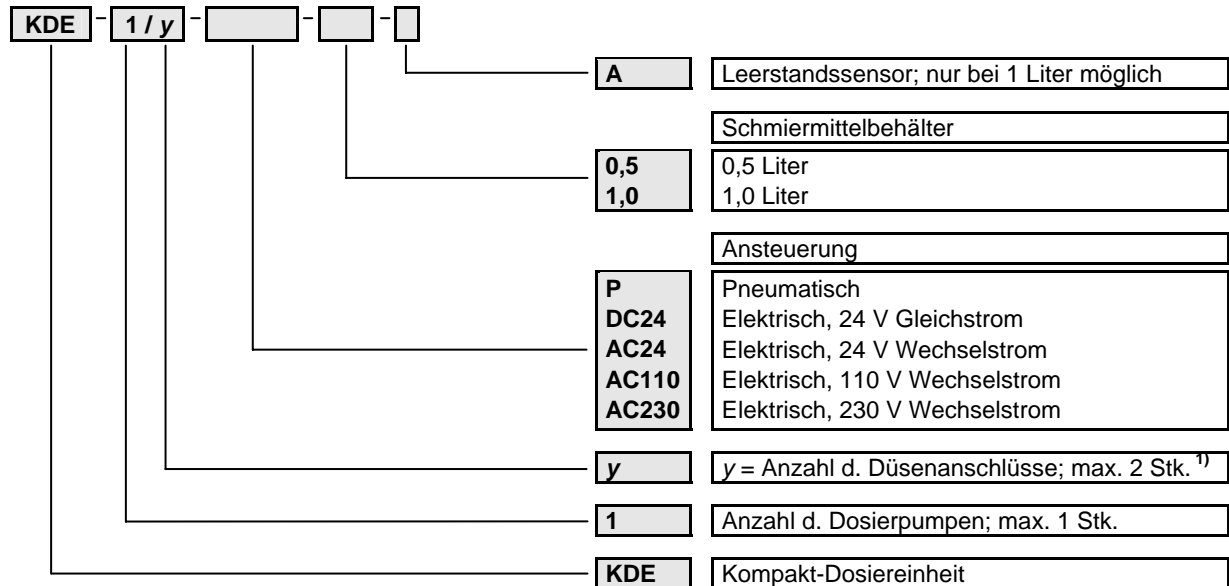 KDE - 1 / y - - -
A Leerstandssensor; nur bei 1 Liter möglich
Schmiermittelbehälter
0,5 0,5 Liter
1,0 1,0 Liter
Ansteuerung
P Pneumatisch
DC24 Elektrisch, 24 V Gleichstrom
AC24 Elektrisch, 24 V Wechselstrom
AC110 Elektrisch, 110 V Wechselstrom
AC230 Elektrisch, 230 V Wechselstrom
y y = Anzahl d. Düsenanschlüsse; max. 2 Stk. 1)
1 Anzahl d. Dosierpumpen; max. 1 Stk.
KDE Kompakt-Dosiereinheit